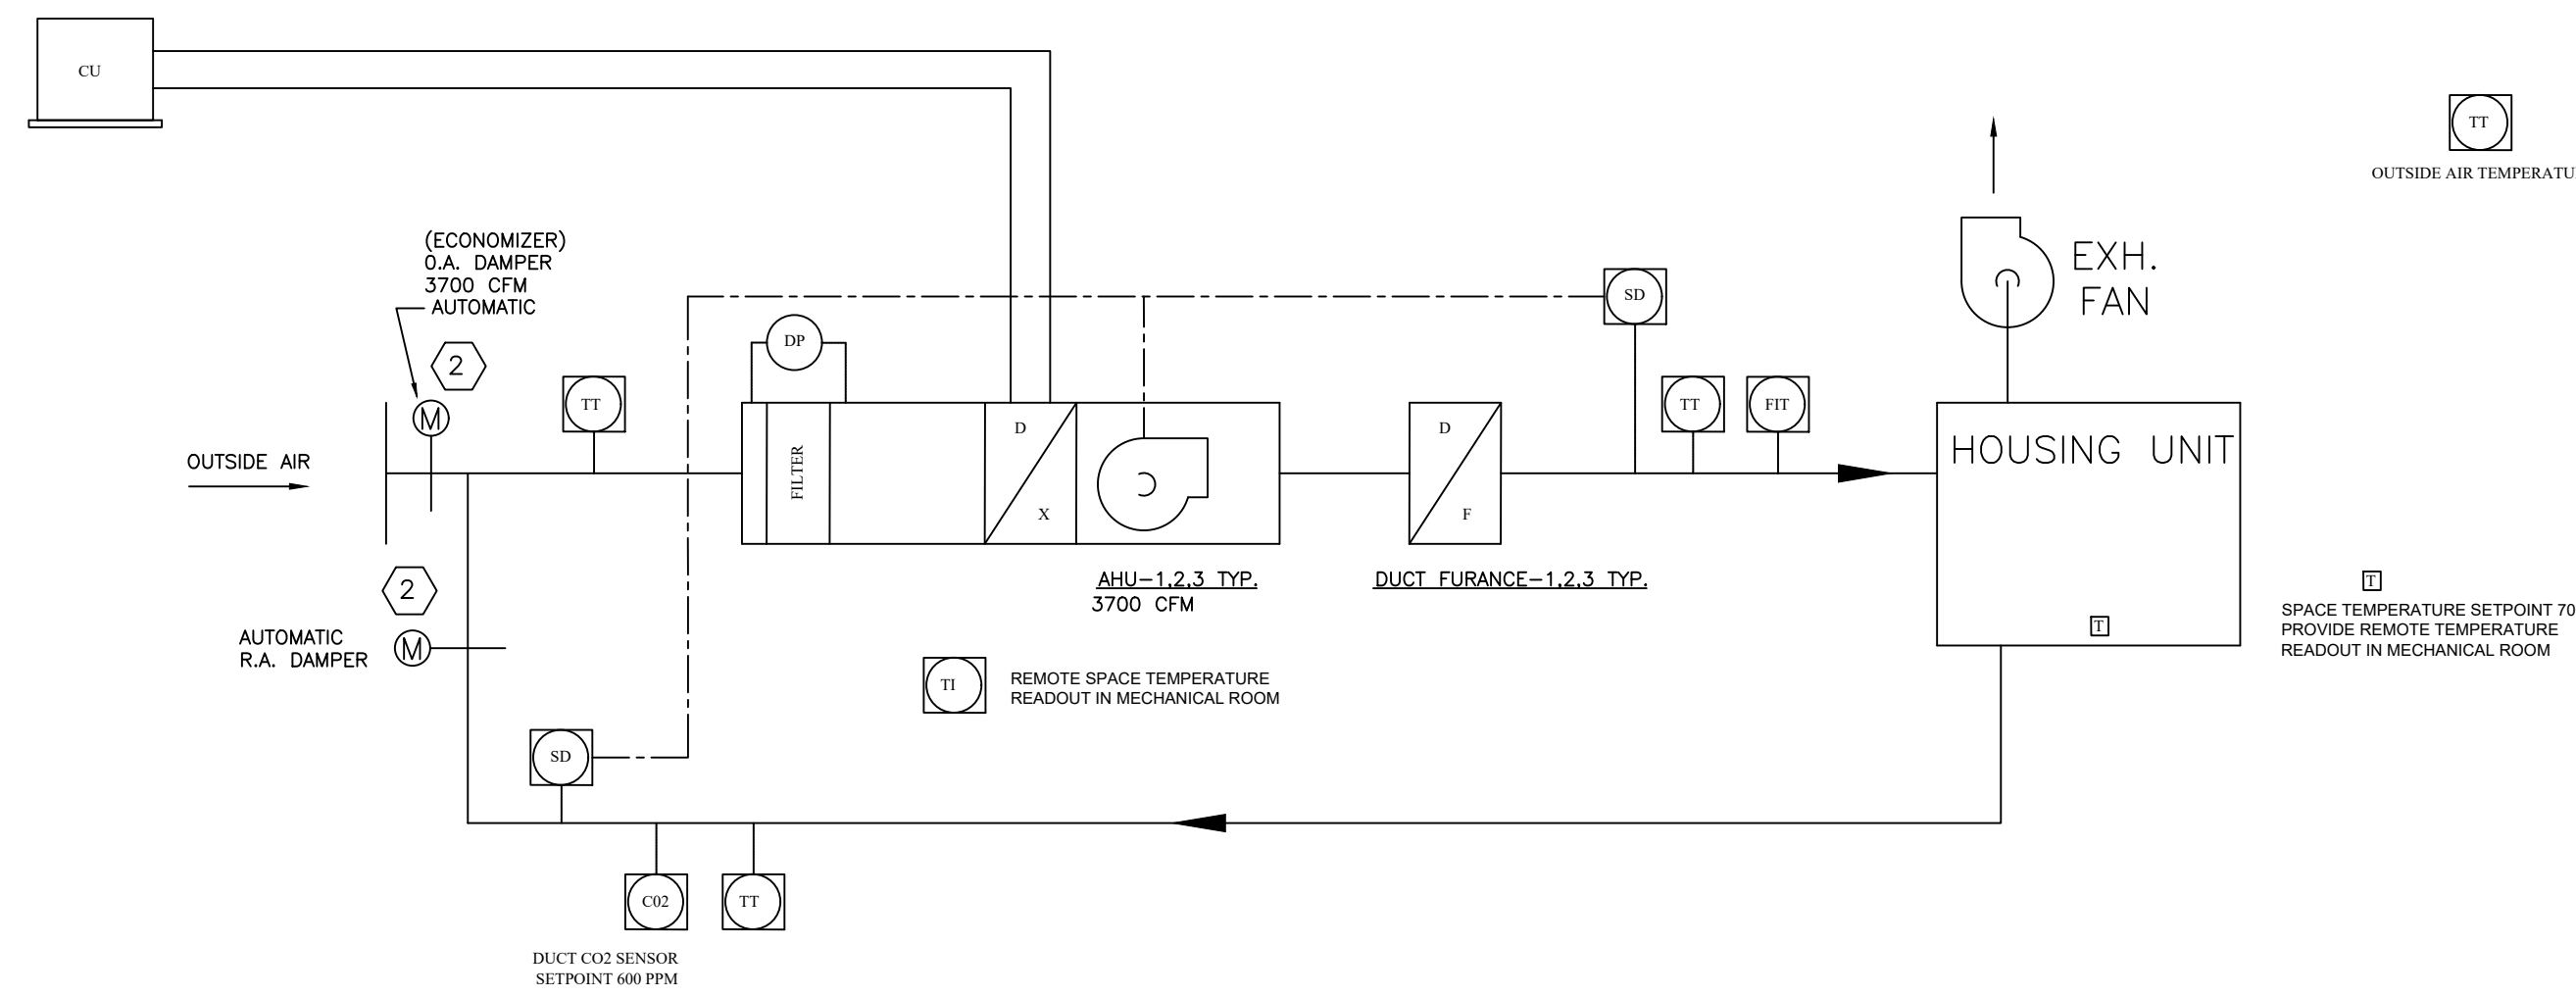 CU
TT
OUTSIDE AIR TEMPERATU
(ECONOMIZER)
O.A. DAMPER
3700 CFM
AUTOMATIC
2
M
TT
DP
SD
EXH.
FAN
TT
FIT
OUTSIDE AIR
FILTER
D
X
D
F
HOUSING UNIT
AHU-1,2,3 TYP.
3700 CFM
DUCT FURANCE-1,2,3 TYP.
2
AUTOMATIC
R.A. DAMPER
M
T
T
SPACE TEMPERATURE SETPOINT 70
PROVIDE REMOTE TEMPERATURE
READOUT IN MECHANICAL ROOM
TI
REMOTE SPACE TEMPERATURE
READOUT IN MECHANICAL ROOM
SD
C02
TT
DUCT CO2 SENSOR
SETPOINT 600 PPM